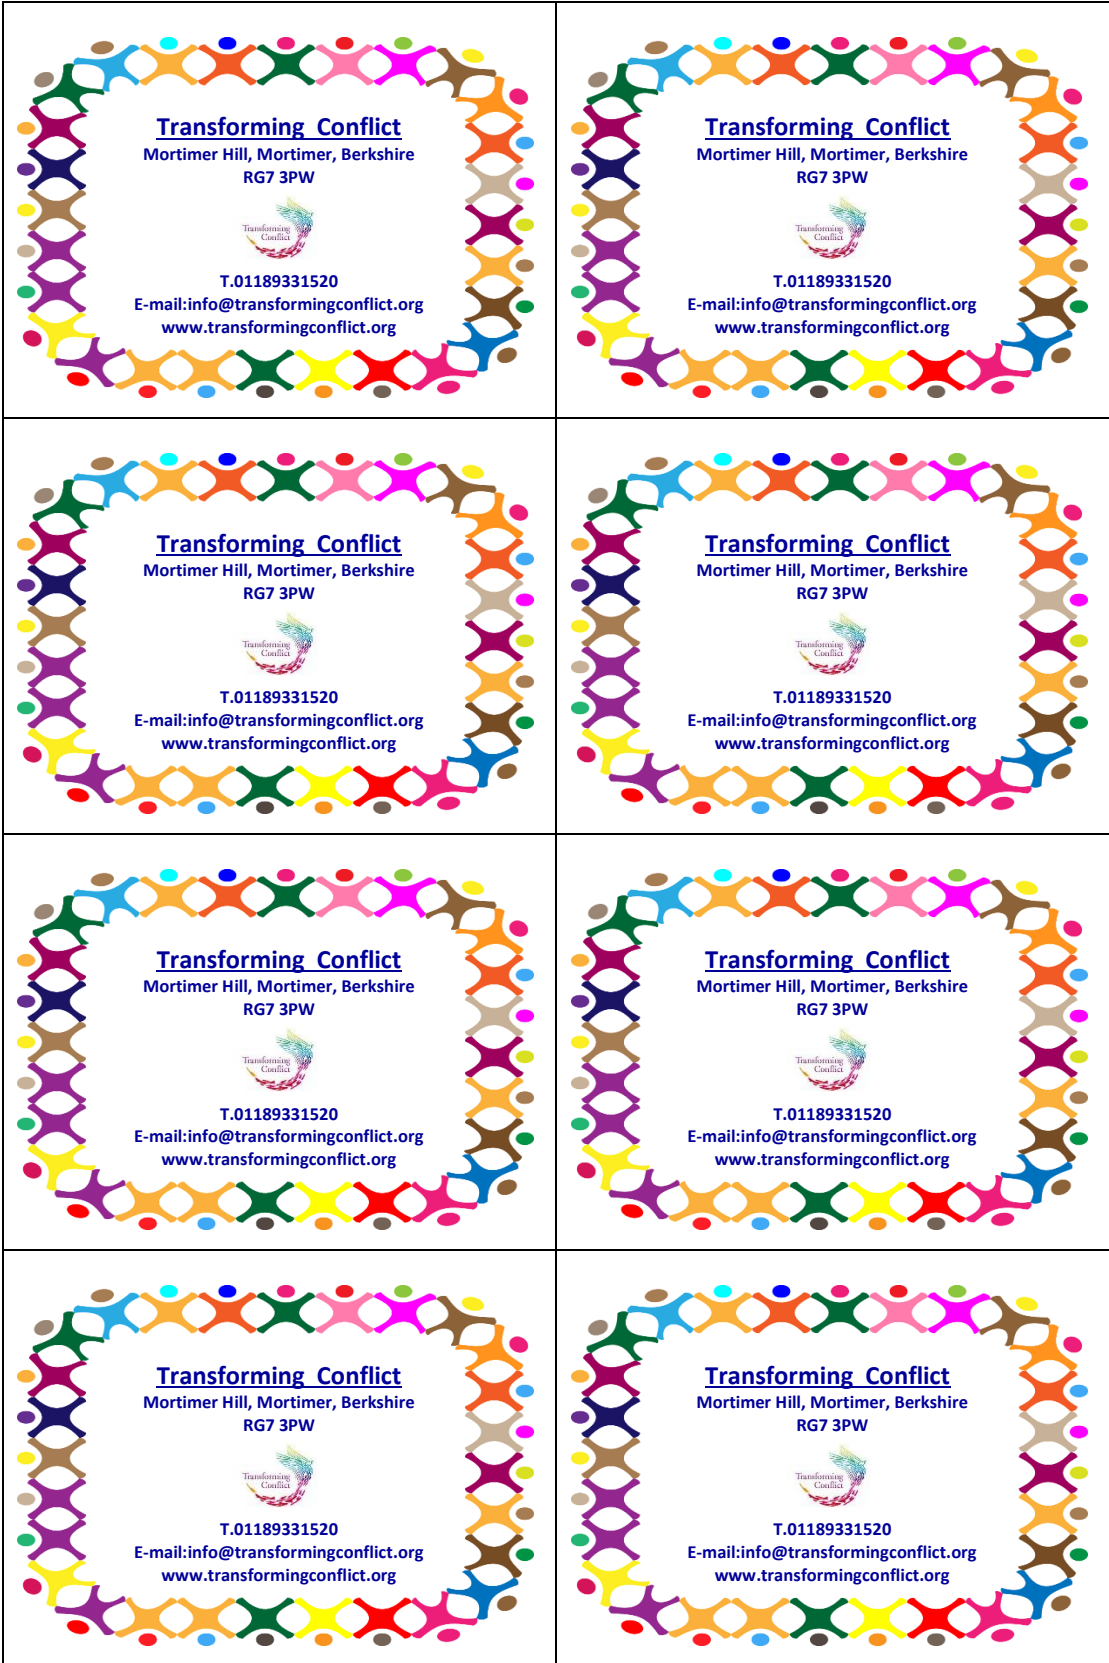 Transforming  Conflict
Mortimer Hill, Mortimer, Berkshire
RG7 3PW
Transforming
Conflict
T.01189331520
E-mail:info@transformingconflict.org
www.transformingconflict.org
Transforming  Conflict
Mortimer Hill, Mortimer, Berkshire
RG7 3PW
Transforming
Conflict
T.01189331520
E-mail:info@transformingconflict.org
www.transformingconflict.org
Transforming  Conflict
Mortimer Hill, Mortimer, Berkshire
RG7 3PW
Transforming
Conflict
T.01189331520
E-mail:info@transformingconflict.org
www.transformingconflict.org
Transforming  Conflict
Mortimer Hill, Mortimer, Berkshire
RG7 3PW
Transforming
Conflict
T.01189331520
E-mail:info@transformingconflict.org
www.transformingconflict.org
Transforming  Conflict
Mortimer Hill, Mortimer, Berkshire
RG7 3PW
Transforming
Conflict
T.01189331520
E-mail:info@transformingconflict.org
www.transformingconflict.org
Transforming  Conflict
Mortimer Hill, Mortimer, Berkshire
RG7 3PW
Transforming
Conflict
T.01189331520
E-mail:info@transformingconflict.org
www.transformingconflict.org
Transforming  Conflict
Mortimer Hill, Mortimer, Berkshire
RG7 3PW
Transforming
Conflict
T.01189331520
E-mail:info@transformingconflict.org
www.transformingconflict.org
Transforming  Conflict
Mortimer Hill, Mortimer, Berkshire
RG7 3PW
Transforming
Conflict
T.01189331520
E-mail:info@transformingconflict.org
www.transformingconflict.org